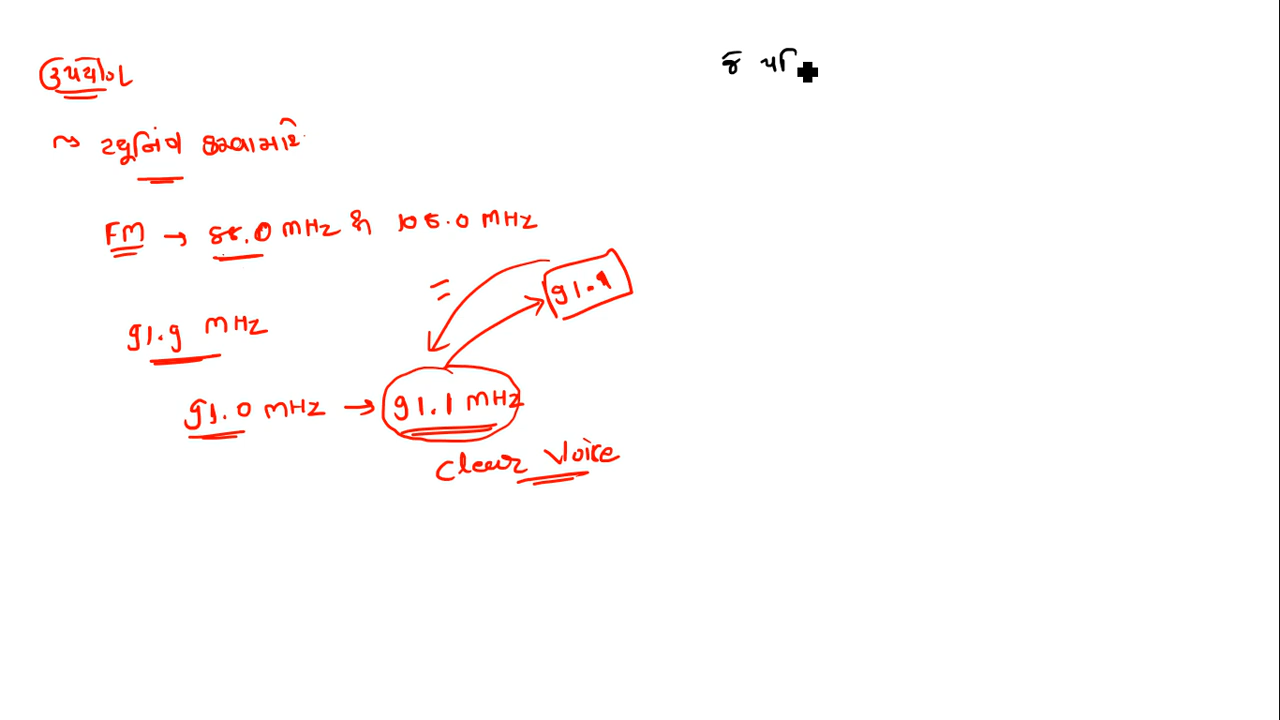 ઉપયોગ
~> ટ્યુનિંગ કરવા માટે
FM → 88.0 MHz થી 108.0 MHz
91.1
91.9 MHz
91.0 MHz → 91.1 MHz
Clear Voice
જે